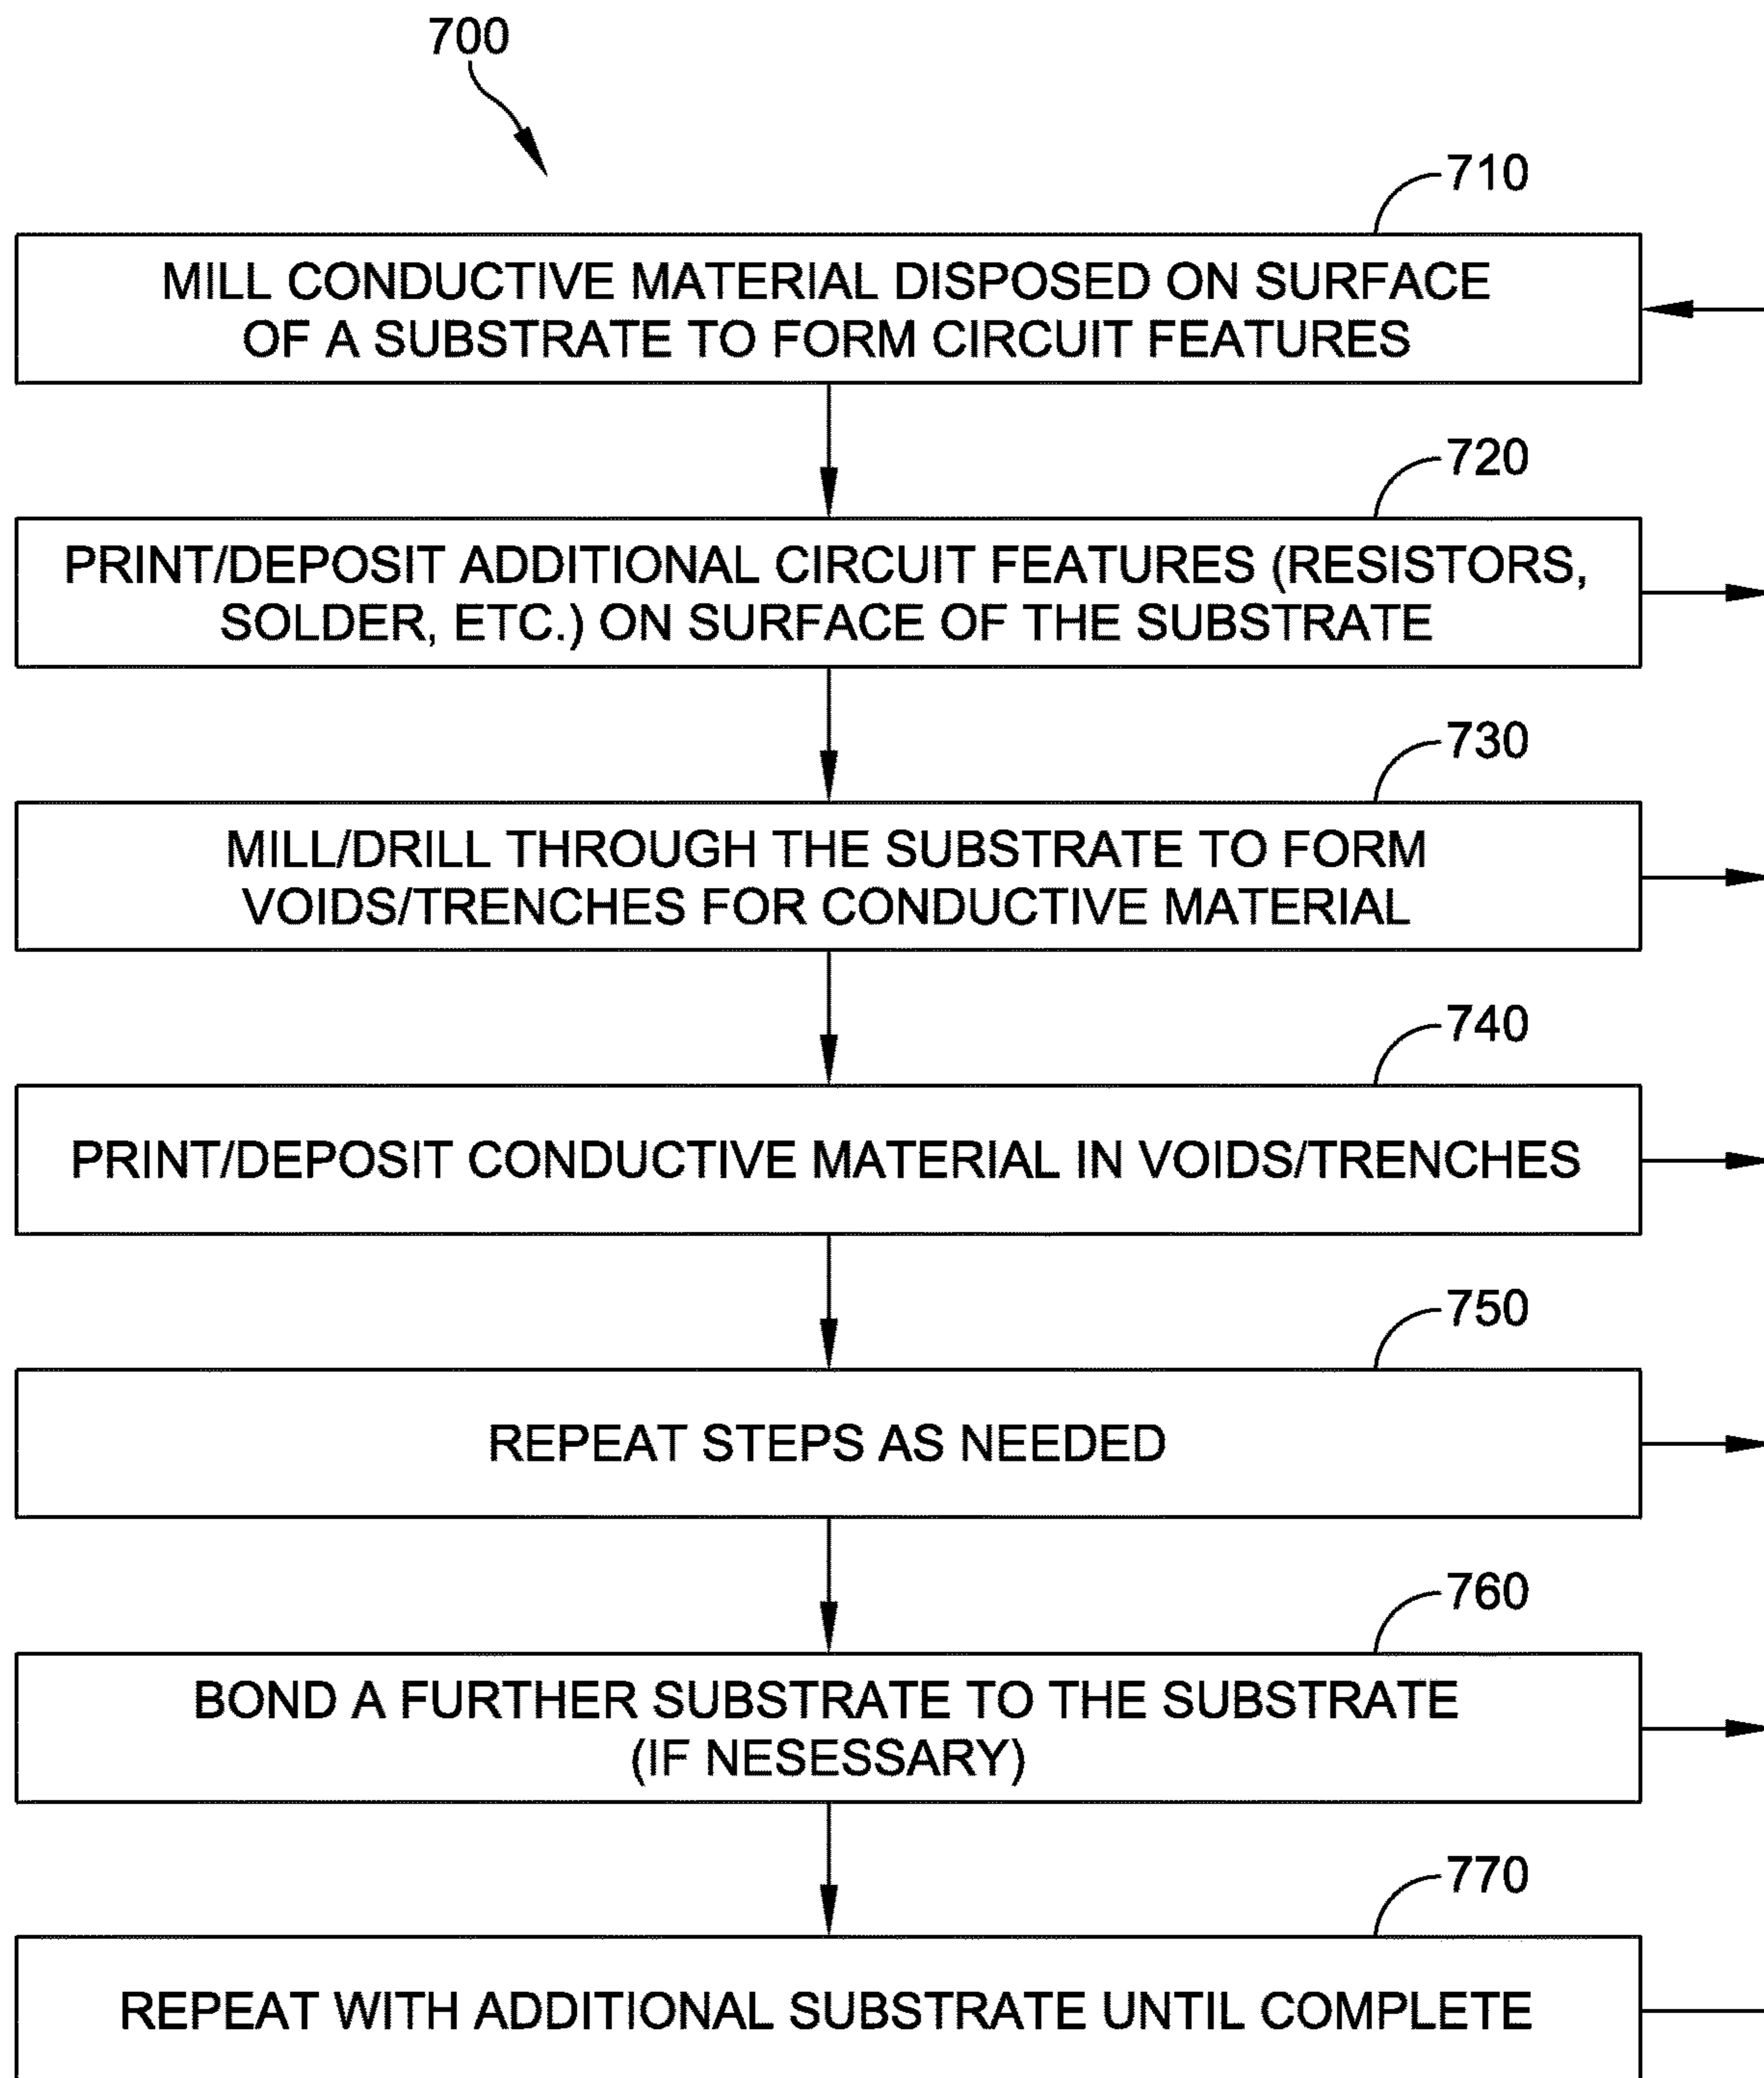 700
710
MILL CONDUCTIVE MATERIAL DISPOSED ON SURFACE
OF A SUBSTRATE TO FORM CIRCUIT FEATURES
720
PRINT/DEPOSIT ADDITIONAL CIRCUIT FEATURES (RESISTORS,
SOLDER, ETC.) ON SURFACE OF THE SUBSTRATE
730
MILL/DRILL THROUGH THE SUBSTRATE TO FORM
VOIDS/TRENCHES FOR CONDUCTIVE MATERIAL
740
PRINT/DEPOSIT CONDUCTIVE MATERIAL IN VOIDS/TRENCHES
750
REPEAT STEPS AS NEEDED
760
BOND A FURTHER SUBSTRATE TO THE SUBSTRATE
(IF NESESSARY)
770
REPEAT WITH ADDITIONAL SUBSTRATE UNTIL COMPLETE